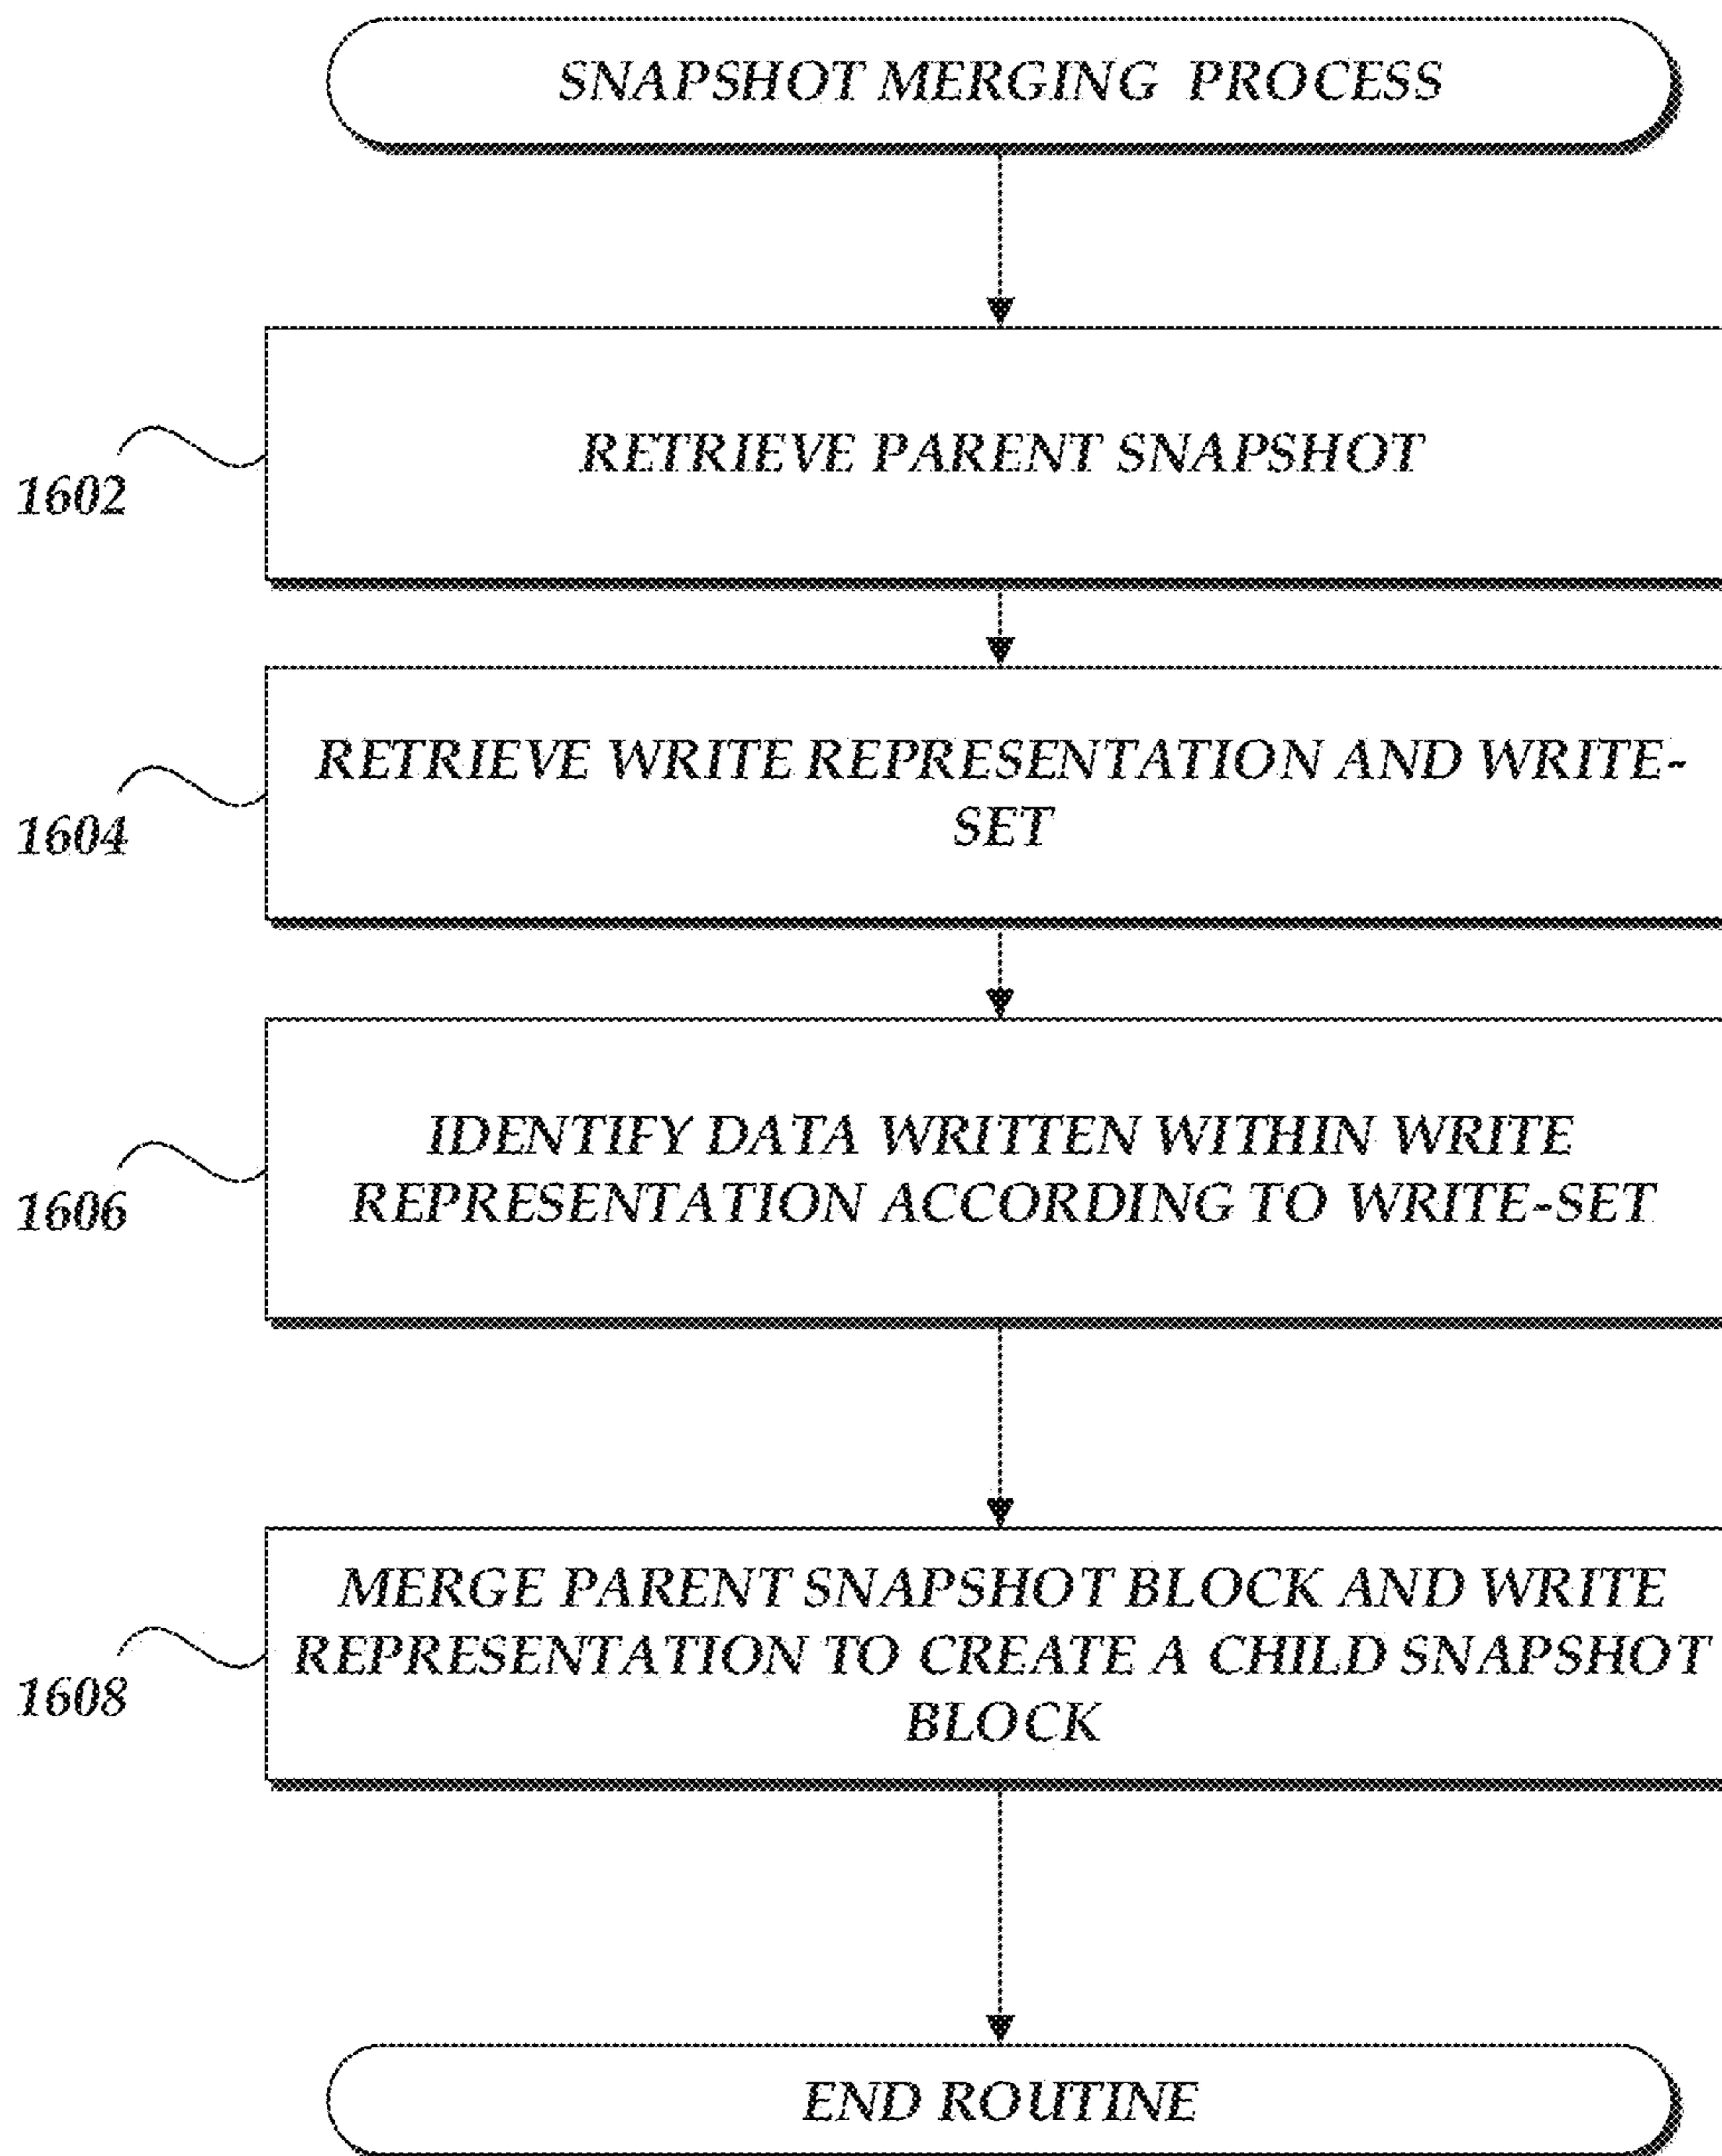 SNAPSHOT MERGING PROCESS
RETRIEVE PARENT SNAPSHOT
1602
RETRIEVE WRITE REPRESENTATION AND WRITE-
SET
1604
IDENTIFY DATA WRITTEN WITHIN WRITE
REPRESENTATION ACCORDING TO WRITE-SET
1606
MERGE PARENT SNAPSHOT BLOCK AND WRITE
REPRESENTATION TO CREATE A CHILD SNAPSHOT
BLOCK
1608
END ROUTINE